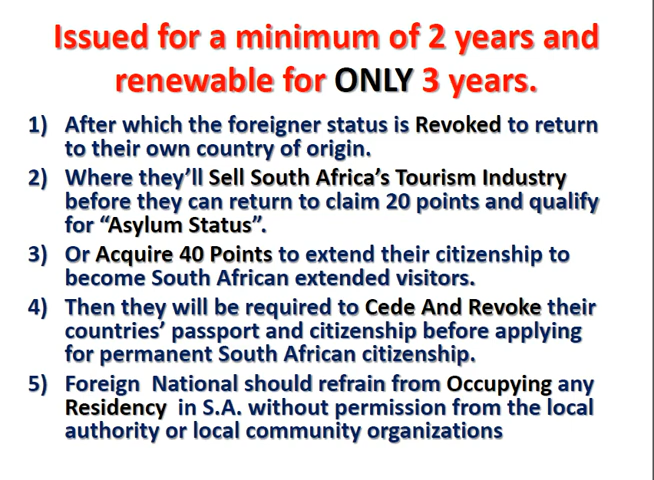 Issued for a minimum of 2 years and
renewable for ONLY 3 years.
1) After which the foreigner status is Revoked to return
to their own country of origin.
2) Where they’ll Sell South Africa’s Tourism Industry
before they can return to claim 20 points and qualify
for “Asylum Status”.
3) Or Acquire 40 Points to extend their citizenship to
become South African extended visitors.
4) Then they will be required to Cede And Revoke their
countries’ passport and citizenship before applying
for permanent South African citizenship.
5) Foreign National should refrain from Occupying any
Residency in S.A. without permission from the local
authority or local community organizations